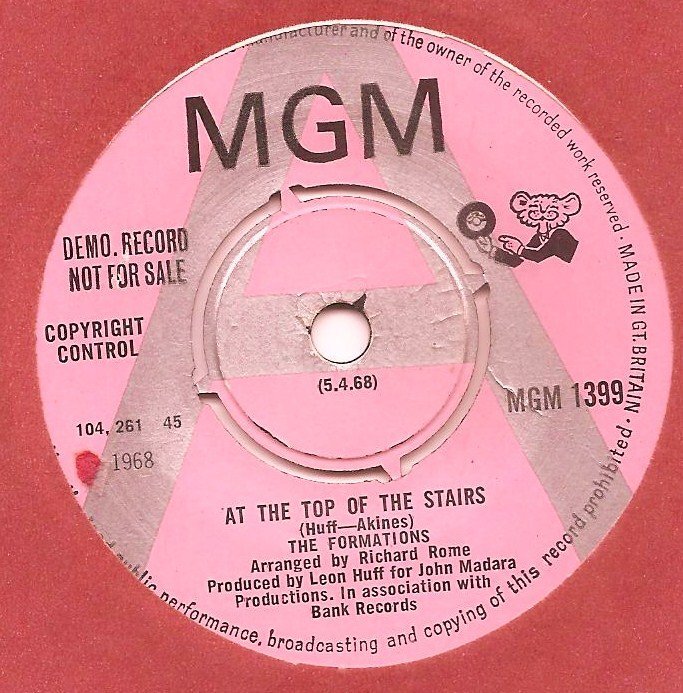 MGM
DEMO. RECORD
NOT FOR SALE
COPYRIGHT
CONTROL
(5.4.68)
MGM 1399
104, 261 45
1968
AT THE TOP OF THE STAIRS
(Huff—Akines)
THE FORMATIONS
Arranged by Richard Rome
Produced by Leon Huff for John Madara
Productions. In association with
Bank Records
manufacturer and of the owner of the recorded work reserved · MADE IN GT. BRITAIN ·
public performance, broadcasting and copying of this record prohibited ·